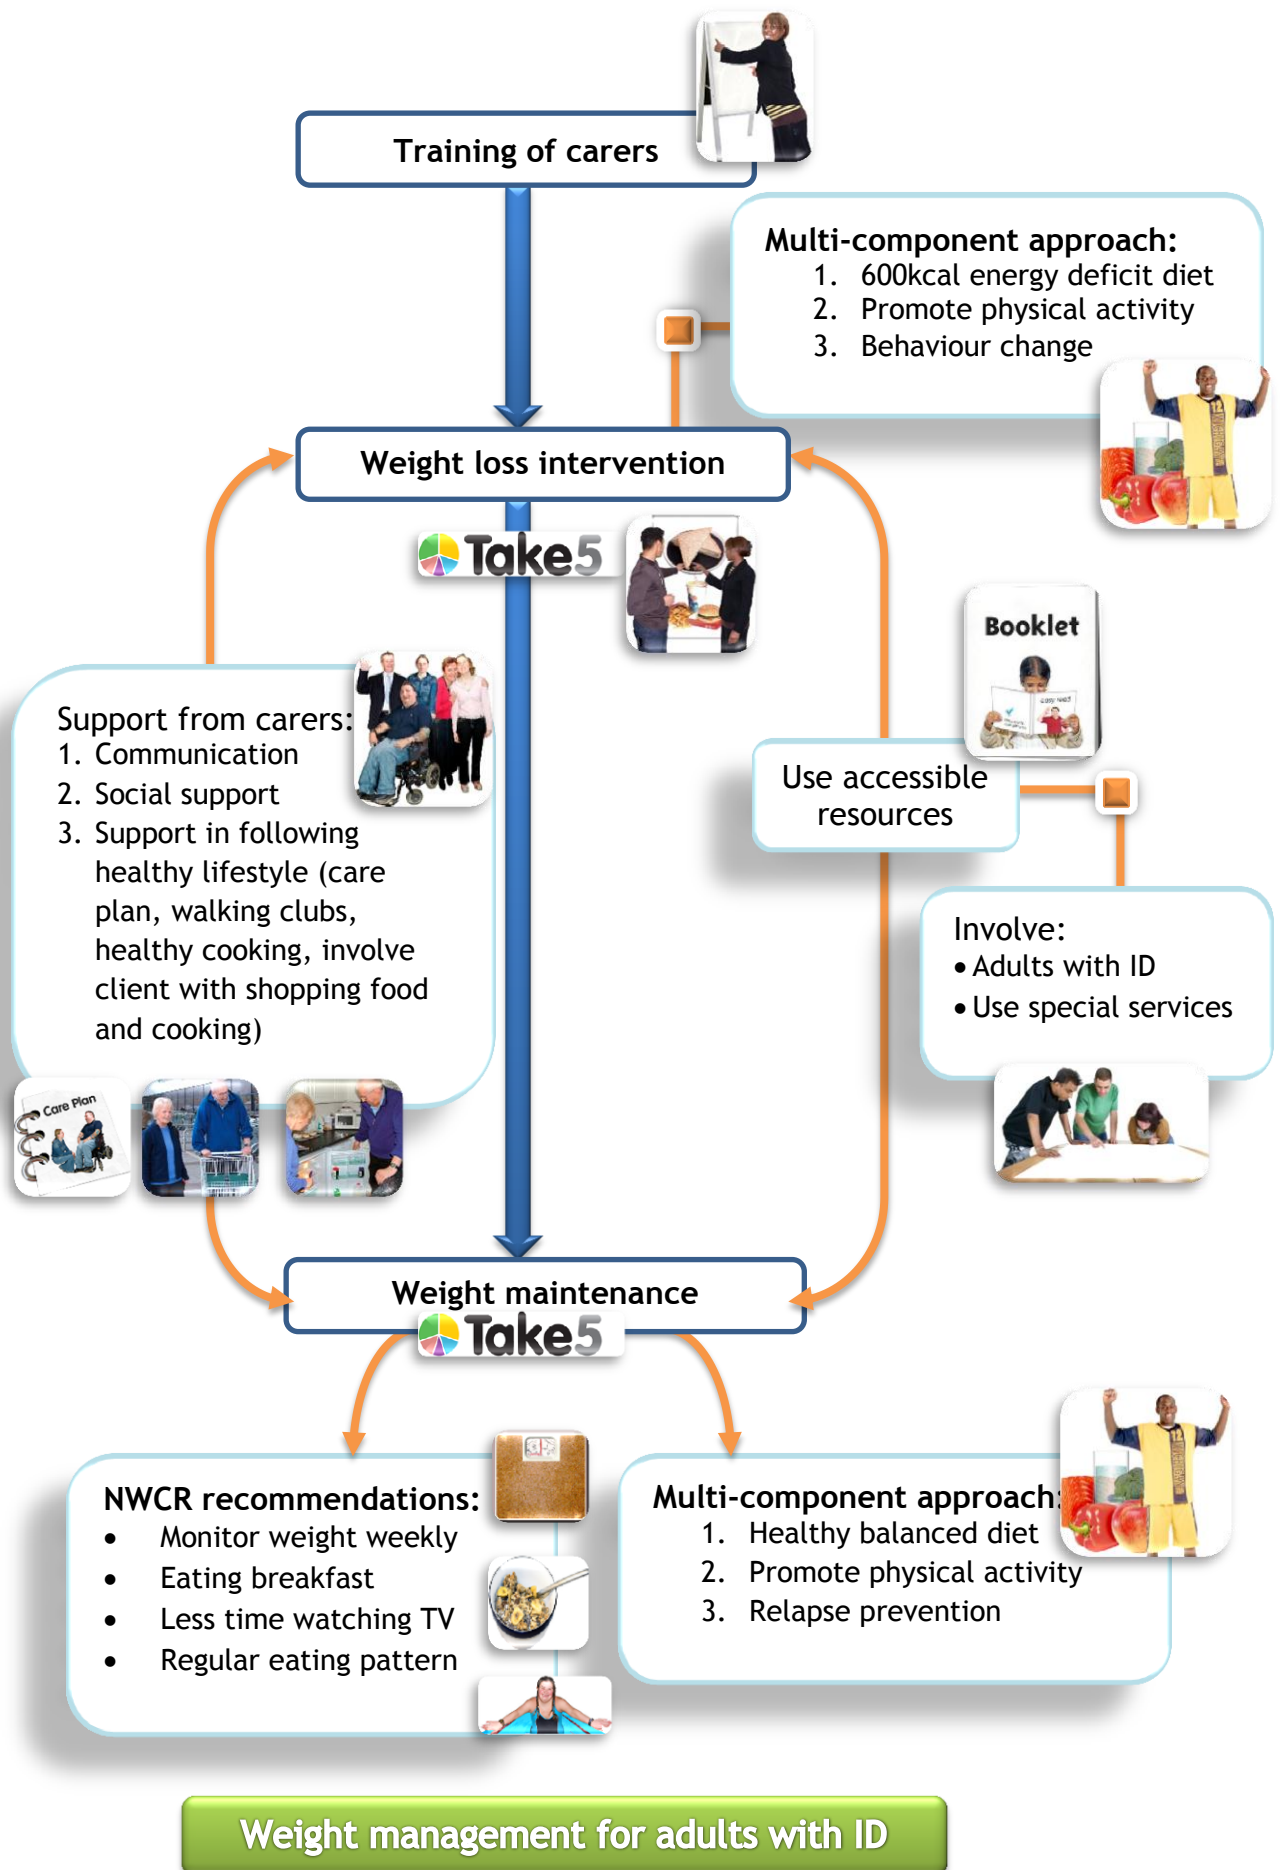 Training of carers
Multi-component approach:
1. 600kcal energy deficit diet
2. Promote physical activity
3. Behaviour change
Weight loss intervention
Take5
Booklet
easy read
Support from carers:
1. Communication
2. Social support
3. Support in following
healthy lifestyle (care
plan, walking clubs,
healthy cooking, involve
client with shopping food
and cooking)
Care Plan
Use accessible
resources
Involve:
• Adults with ID
• Use special services
Weight maintenance
Take5
NWCR recommendations:
• Monitor weight weekly
• Eating breakfast
• Less time watching TV
• Regular eating pattern
Multi-component approach:
1. Healthy balanced diet
2. Promote physical activity
3. Relapse prevention
12
12
Weight management for adults with ID